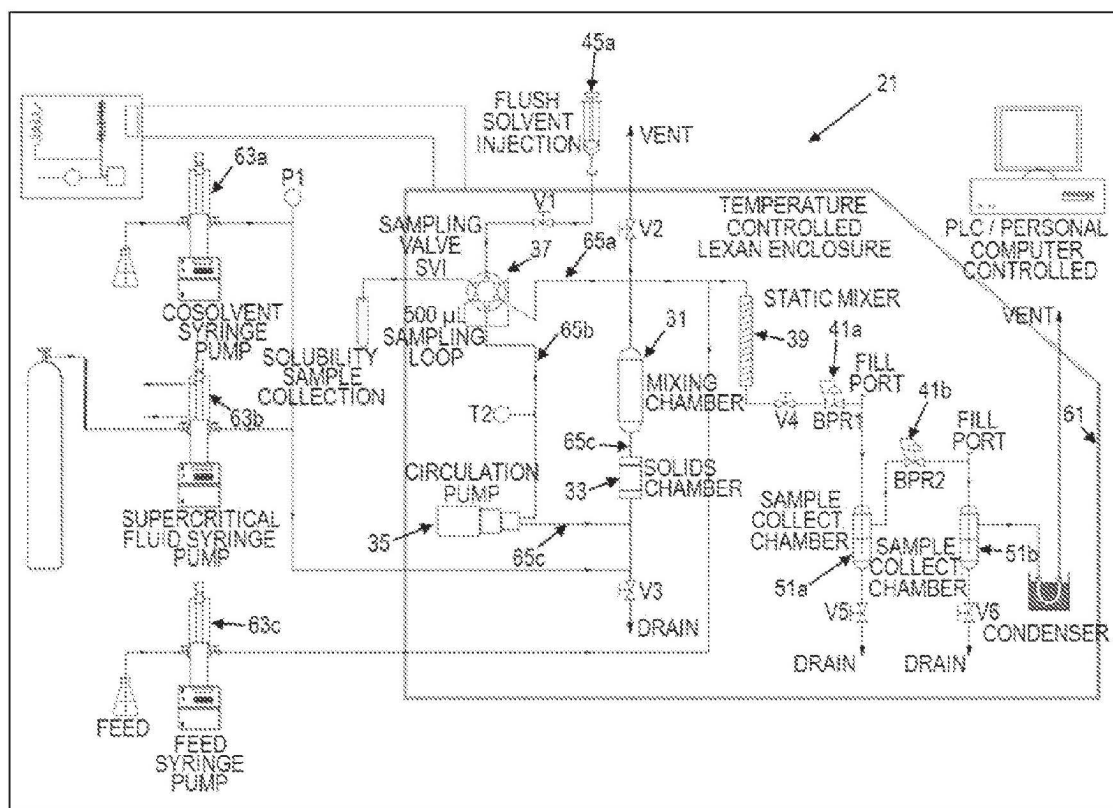 45a
FLUSH
SOLVENT
INJECTION
21
VENT
63a
P1
V1
SAMPLING
VALVE
SVI
37
65a
V2
TEMPERATURE
CONTROLLED
LEXAN ENCLOSURE
PLC / PERSONAL
COMPUTER
CONTROLLED
COSOLVENT
SYRINGE
PUMP
500 µL
SAMPLING
LOOP
SOLUBILITY
SAMPLE
COLLECTION
65b
31
MIXING
CHAMBER
STATIC MIXER
39
41a
FILL
PORT
V4
BPR1
41b
FILL
PORT
BPR2
VENT
61
63b
T2
65c
SOLIDS
CHAMBER
33
CIRCULATION
PUMP
35
65c
SUPERCRITICAL
FLUID SYRINGE
PUMP
SAMPLE
COLLECT
CHAMBER
51a
SAMPLE
COLLECT
CHAMBER
51b
V3
DRAIN
V5
DRAIN
V6
DRAIN
CONDENSER
63c
FEED
FEED
SYRINGE
PUMP